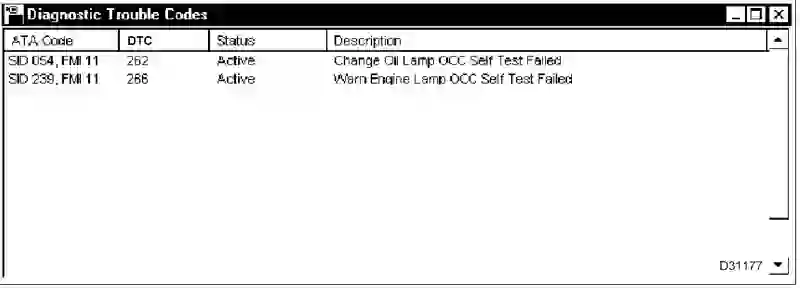 Diagnostic Trouble Codes
ATA Code DTC Status Description
SID 054, FMI 11 262 Active Change Oil Lamp OCC Self Test Failed
SID 239, FMI 11 266 Active Warn Engine Lamp OCC Self Test Failed
D31177